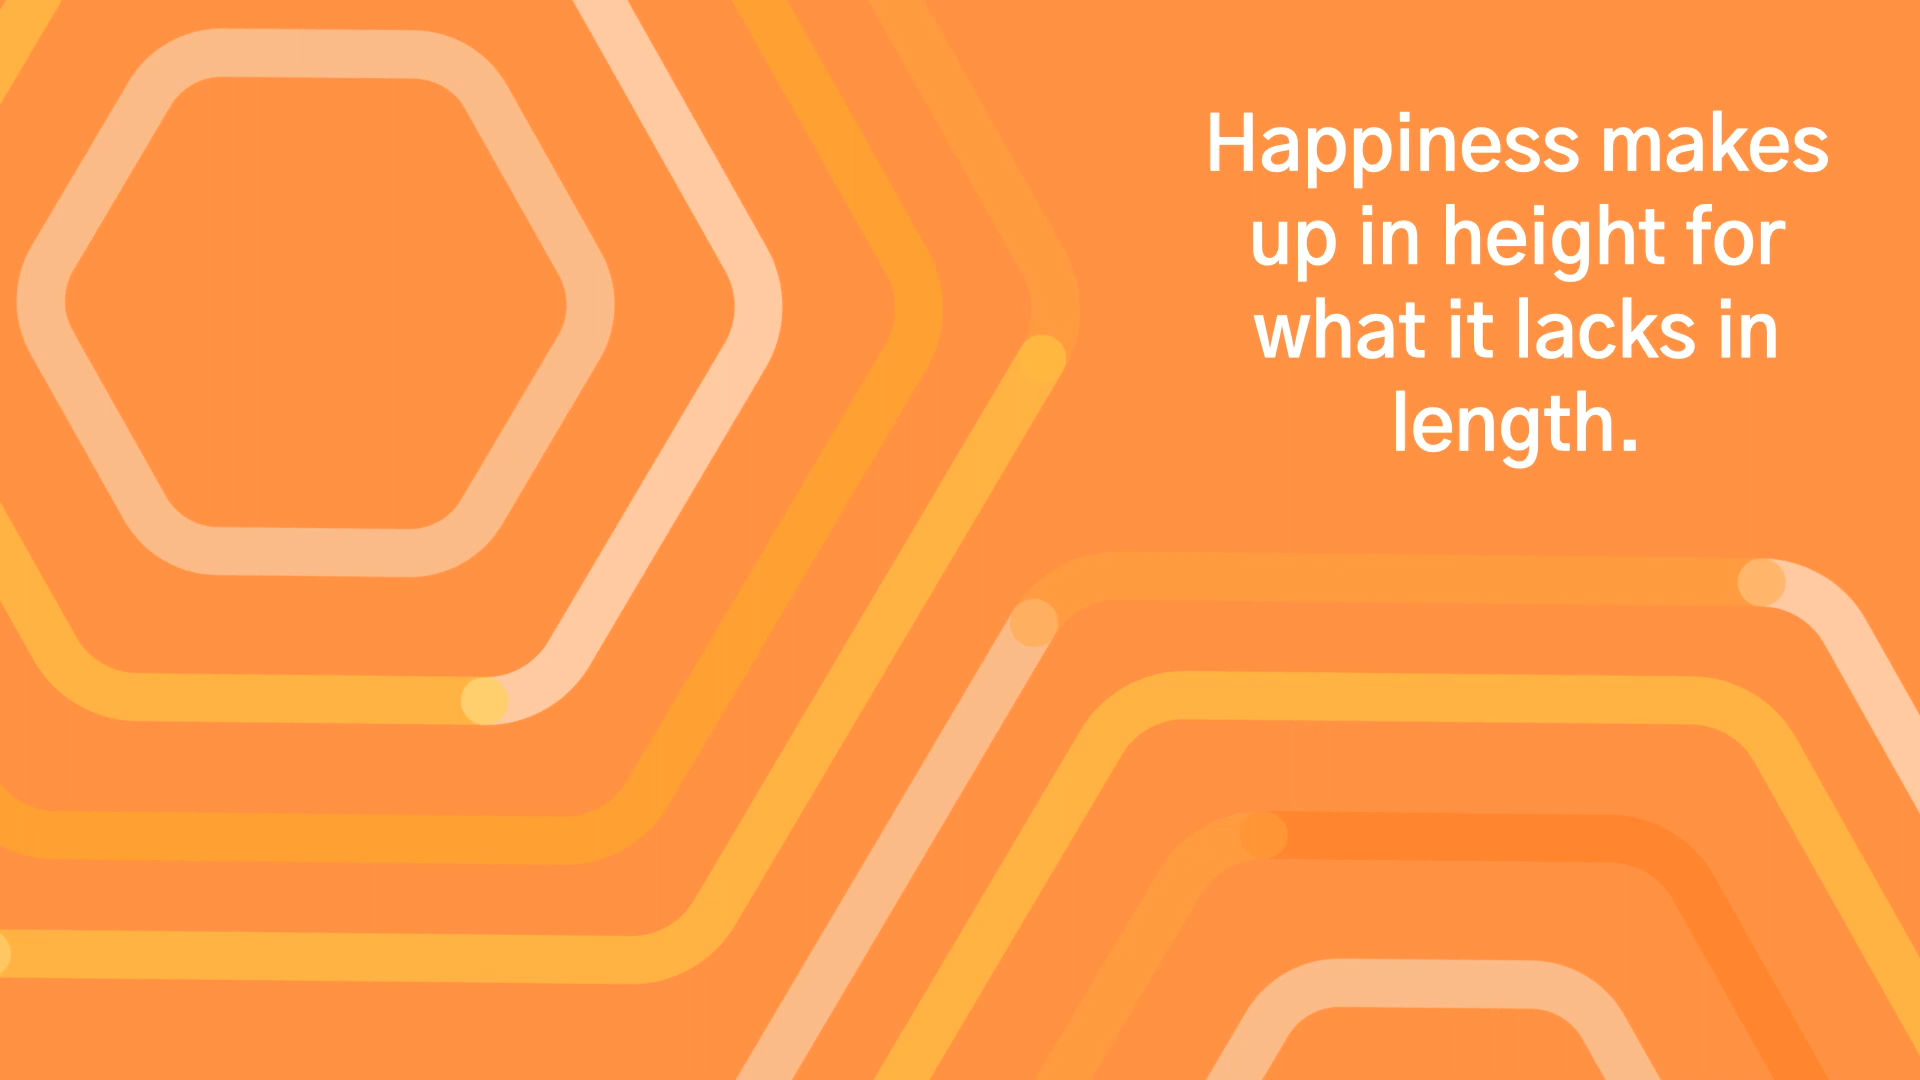 Happiness makes
up in height for
what it lacks in
length.